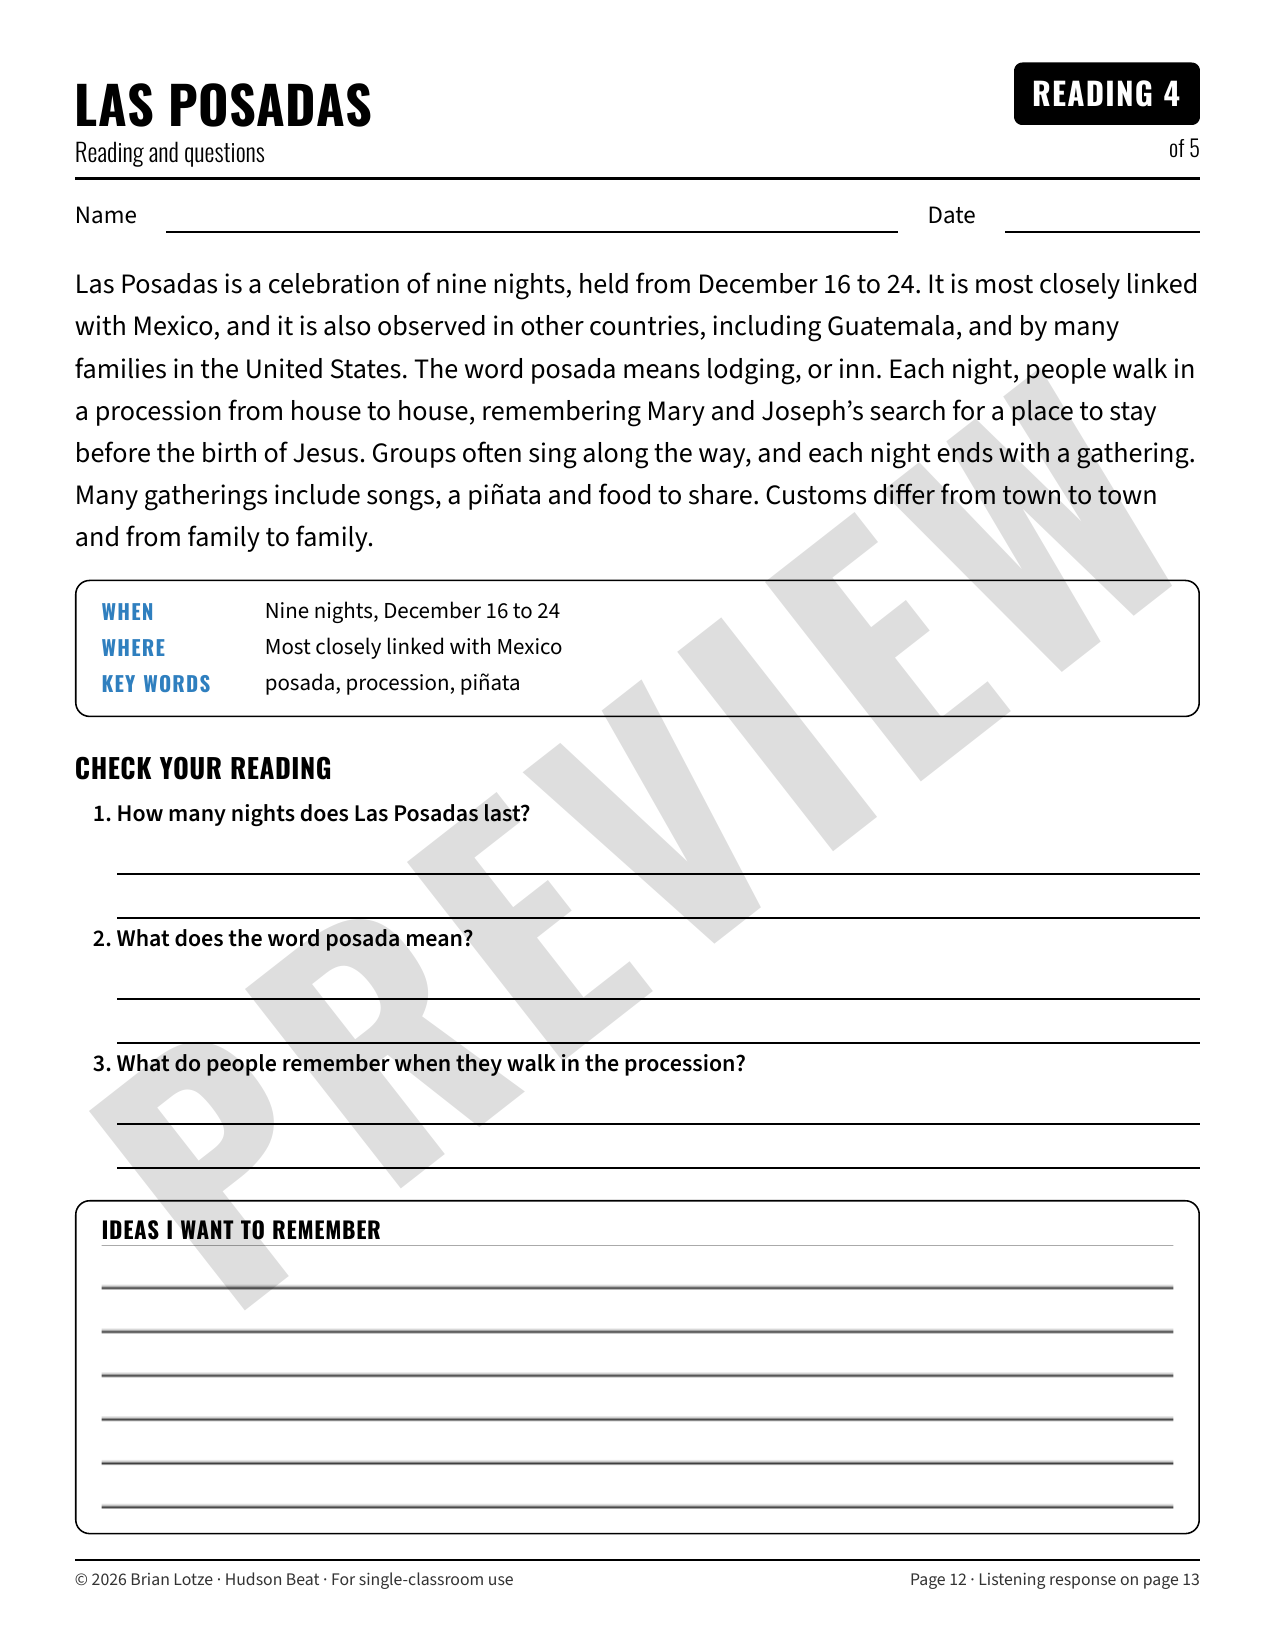 LAS POSADAS
READING 4
Reading and questions
of 5
Name
Date
Las Posadas is a celebration of nine nights, held from December 16 to 24. It is most closely linked
with Mexico, and it is also observed in other countries, including Guatemala, and by many
families in the United States. The word posada means lodging, or inn. Each night, people walk in
a procession from house to house, remembering Mary and Joseph’s search for a place to stay
before the birth of Jesus. Groups often sing along the way, and each night ends with a gathering.
Many gatherings include songs, a piñata and food to share. Customs differ from town to town
and from family to family.
WHEN Nine nights, December 16 to 24
WHERE Most closely linked with Mexico
KEY WORDS posada, procession, piñata
CHECK YOUR READING
1. How many nights does Las Posadas last?
2. What does the word posada mean?
3. What do people remember when they walk in the procession?
IDEAS I WANT TO REMEMBER
PREVIEW
© 2026 Brian Lotze · Hudson Beat · For single-classroom use
Page 12 · Listening response on page 13